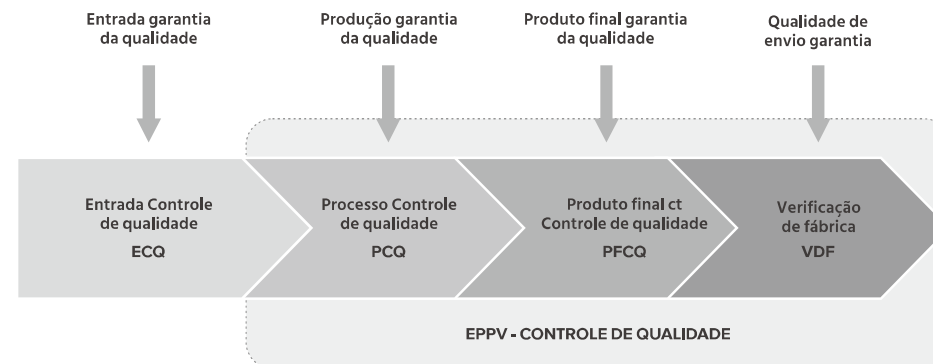 Entrada garantia
da qualidade
Produção garantia
da qualidade
Produto final garantia
da qualidade
Qualidade de
envio garantia
Entrada Controle
de qualidade
ECQ
Processo Controle
de qualidade
PCQ
Produto final ct
Controle de qualidade
PFCQ
Verificação
de fábrica
VDF
EPPV - CONTROLE DE QUALIDADE